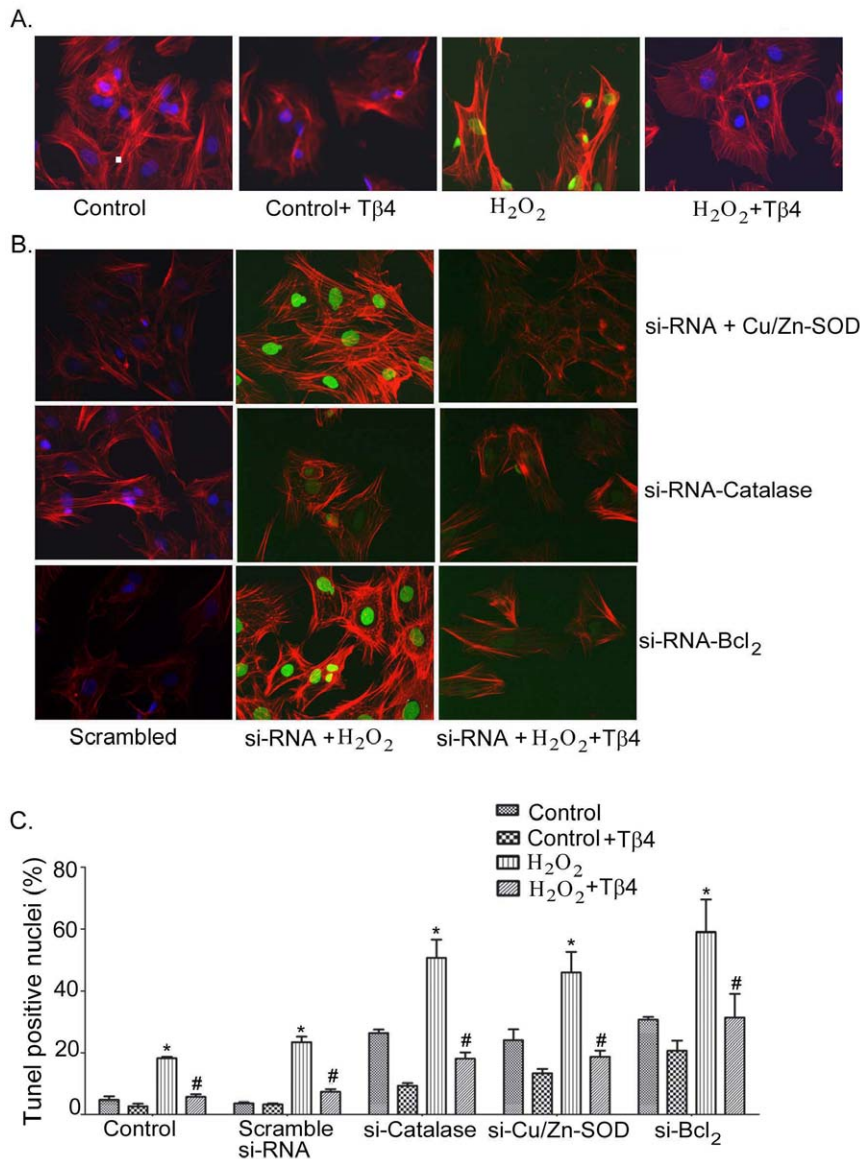 A.
Control
Control+ Tβ4
H₂O₂
H₂O₂+Tβ4
B.
si-RNA + Cu/Zn-SOD
si-RNA-Catalase
si-RNA-Bcl₂
Scrambled
si-RNA +H₂O₂
si-RNA + H₂O₂+Tβ4
C.
Control
Control+Tβ4
H₂O₂
H₂O₂+Tβ4
Tunel positive nuclei (%)
80
60
40
20
0
*
#
*
#
*
#
*
#
*
#
Control
Scramble
si-RNA
si-Catalase
si-Cu/Zn-SOD
si-Bcl₂